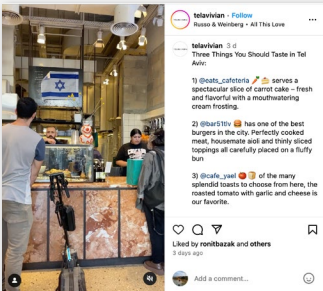 telavivian • Follow
Russo & Weinberg • All This Love
telavivian 3 d
Three Things You Should Taste in Tel
Aviv:
1) @eats_cafeteria 🥕🍰 serves a
spectacular slice of carrot cake – fresh
and flavorful with a mouthwatering
cream frosting.
2) @bar51tlv 🍔 has one of the best
burgers in the city. Perfectly cooked
meat, housemate aioli and thinly sliced
toppings all carefully placed on a fluffy
bun
3) @cafe_yael 🍅🍞 of the many
splendid toasts to choose from here, the
roasted tomato with garlic and cheese is
our favorite.
Liked by ronitbazak and others
3 days ago
Add a comment...